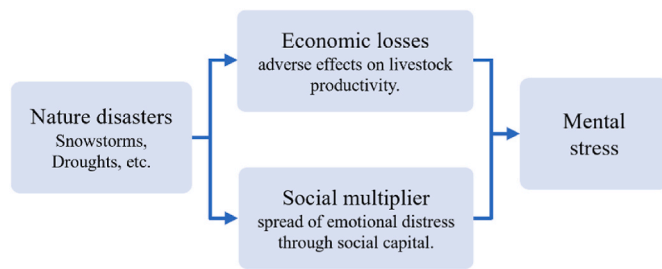 Nature disasters
Snowstorms,
Droughts, etc.
Economic losses
adverse effects on livestock
productivity.
Social multiplier
spread of emotional distress
through social capital.
Mental
stress